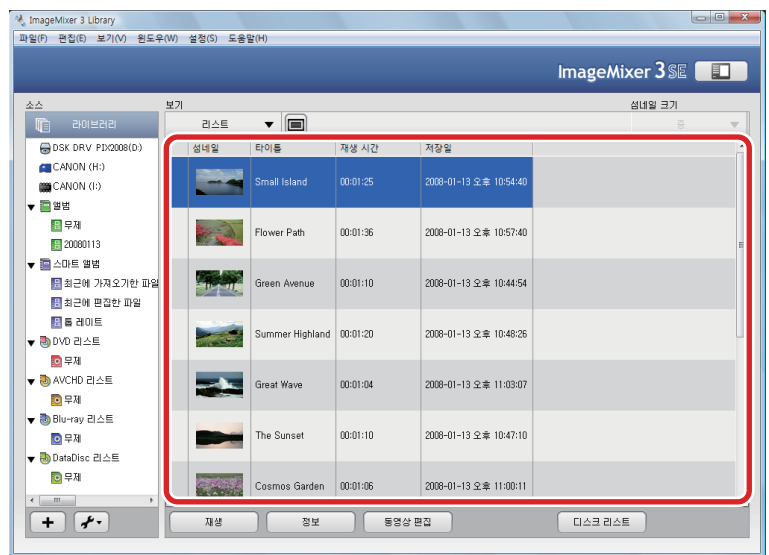 ImageMixer 3 Library
파일(F) 편집(E) 보기(V) 윈도우(W) 설정(S) 도움말(H)
ImageMixer 3 SE
소스
보기
섬네일 크기
라이브러리
리스트
중
DSK DRV PIX2008(D:)
CANON (H:)
CANON (I:)
앨범
무제
20080113
스마트 앨범
최근에 가져오기한 파일
최근에 편집한 파일
톱 레이트
DVD 리스트
무제
AVCHD 리스트
무제
Blu-ray 리스트
무제
DataDisc 리스트
무제
섬네일 타이틀 재생 시간 저장일
Small Island 00:01:25 2008-01-13 오후 10:54:40
Flower Path 00:01:36 2008-01-13 오후 10:57:40
Green Avenue 00:01:10 2008-01-13 오후 10:44:54
Summer Highland 00:01:20 2008-01-13 오후 10:48:26
Great Wave 00:01:04 2008-01-13 오후 11:03:07
The Sunset 00:01:10 2008-01-13 오후 10:47:10
Cosmos Garden 00:01:06 2008-01-13 오후 11:00:11
재생 정보 동영상 편집 디스크 리스트